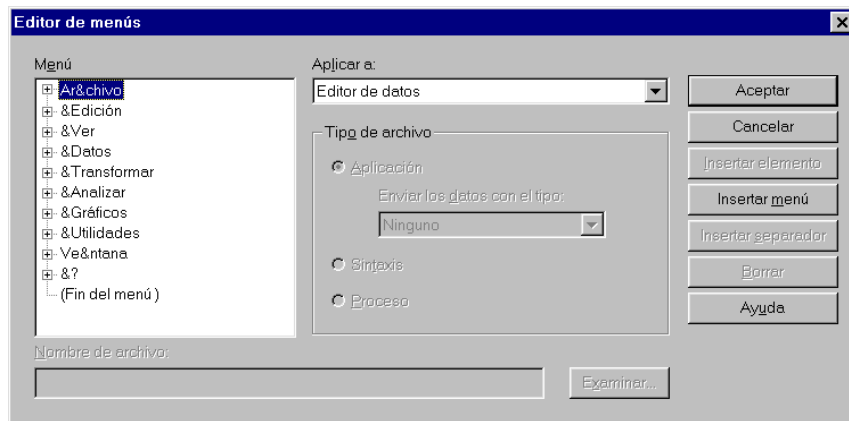 Editor de menús
Menú
Ar&chivo
&Edición
&Ver
&Datos
&Transformar
&Analizar
&Gráficos
&Utilidades
Ve&ntana
&?
(Fin del menú)
Aplicar a:
Editor de datos
Tipo de archivo
Aplicación
Enviar los datos con el tipo:
Ninguno
Sintaxis
Proceso
Aceptar
Cancelar
Insertar elemento
Insertar menú
Insertar separador
Borrar
Ayuda
Nombre de archivo:
Examinar...